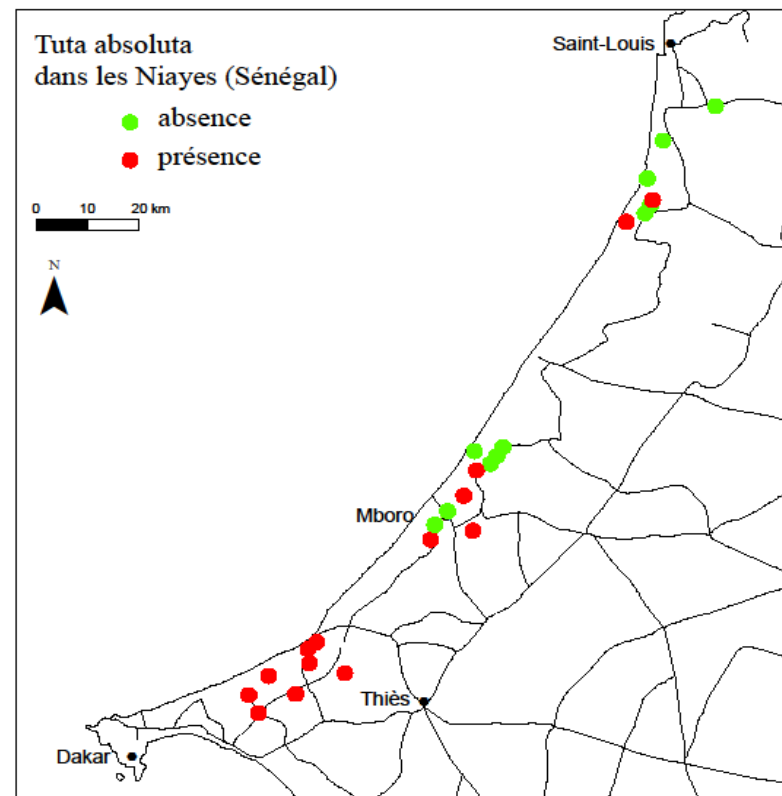 Tuta absoluta
dans les Niayes (Sénégal)
absence
présence
0 10 20 km
N
Saint-Louis
Mboro
Thiès
Dakar